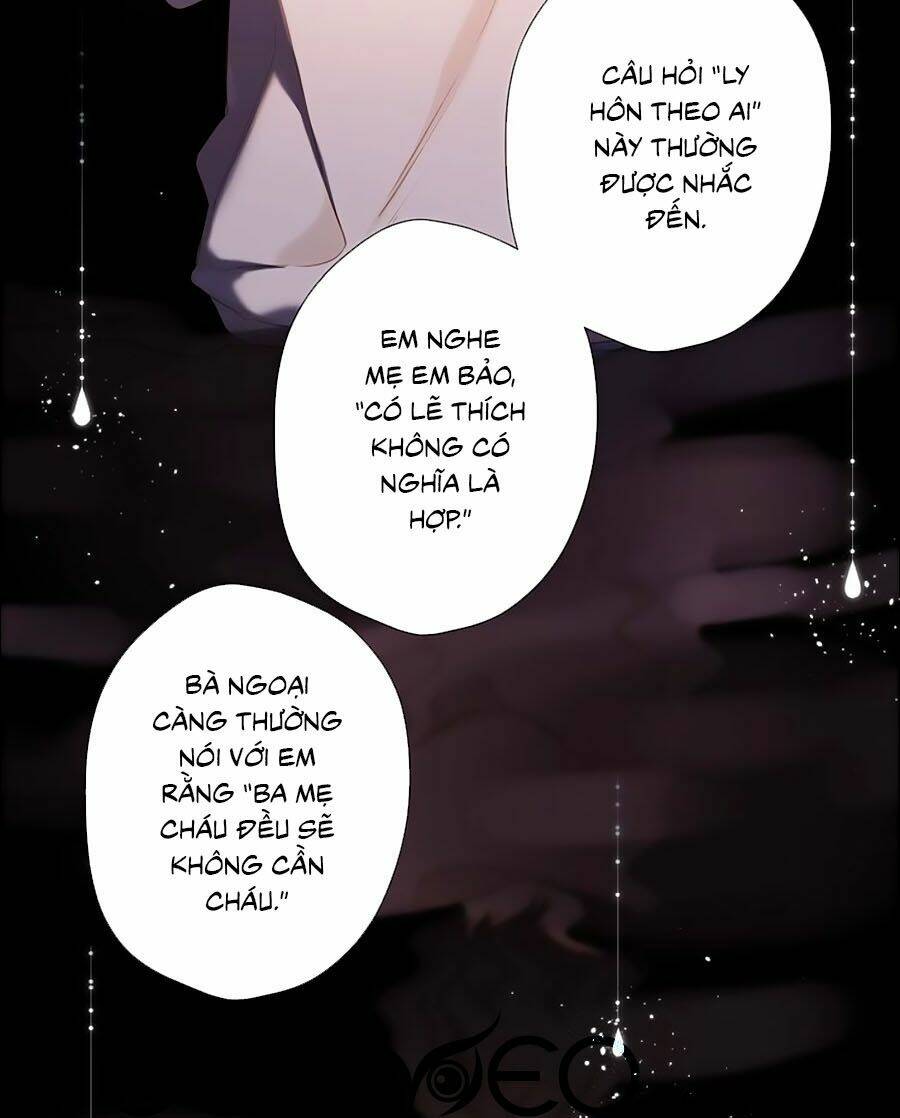 CÂU HỎI "LY
HÔN THEO AI"
NÀY THƯỜNG
ĐƯỢC NHẮC
ĐẾN.
EM NGHE
MẸ EM BẢO,
"CÓ LẼ THÍCH
KHÔNG CÓ
NGHĨA LÀ
HỢP."
BÀ NGOẠI
CÀNG THƯỜNG
NÓI VỚI EM
RẰNG "BA MẸ
CHÁU ĐỀU SẼ
KHÔNG CẦN
CHÁU."